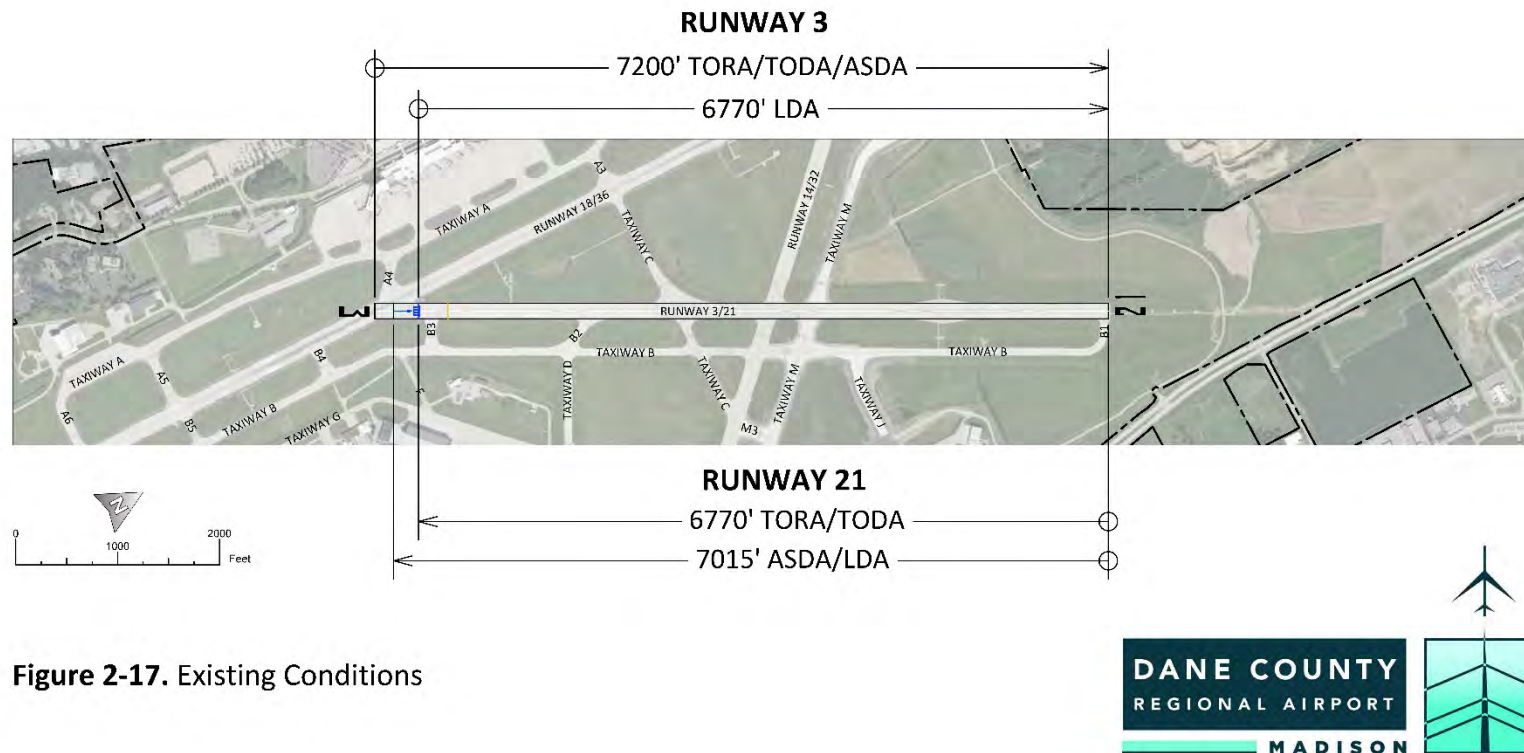 RUNWAY 3
7200' TORA/TODA/ASDA
6770' LDA
A3
TAXIWAY A
RUNWAY 18/36
TAXIWAY C
RUNWAY 14/32
TAXIWAY M
A4
3
RUNWAY 3/21
21
B3
B2
B1
TAXIWAY B
TAXIWAY B
B4
TAXIWAY A
A5
A6
B5
TAXIWAY B
TAXIWAY G
TAXIWAY D
TAXIWAY C
M3
TAXIWAY M
TAXIWAY J
RUNWAY 21
6770' TORA/TODA
7015' ASDA/LDA
N
0 1000 2000
Feet
Figure 2-17. Existing Conditions
DANE COUNTY
REGIONAL AIRPORT
MADISON